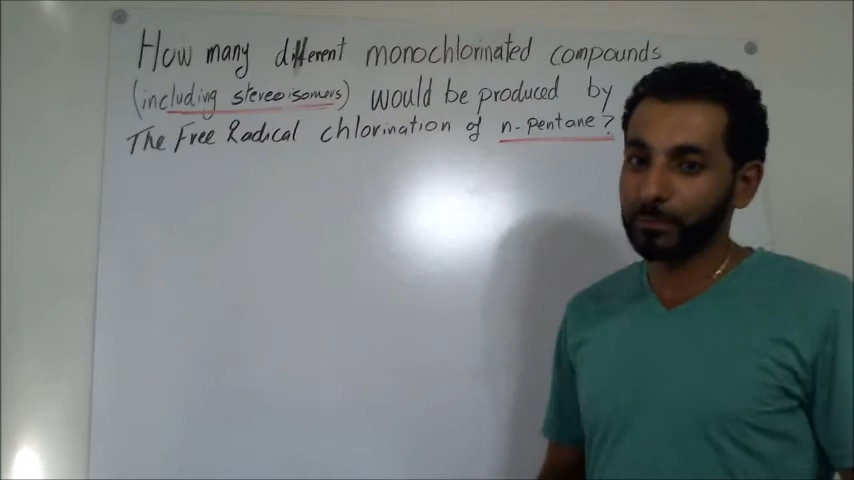 How many different monochlorinated compounds
(including stereoisomers) would be produced by
The Free Radical chlorination of n-pentane?